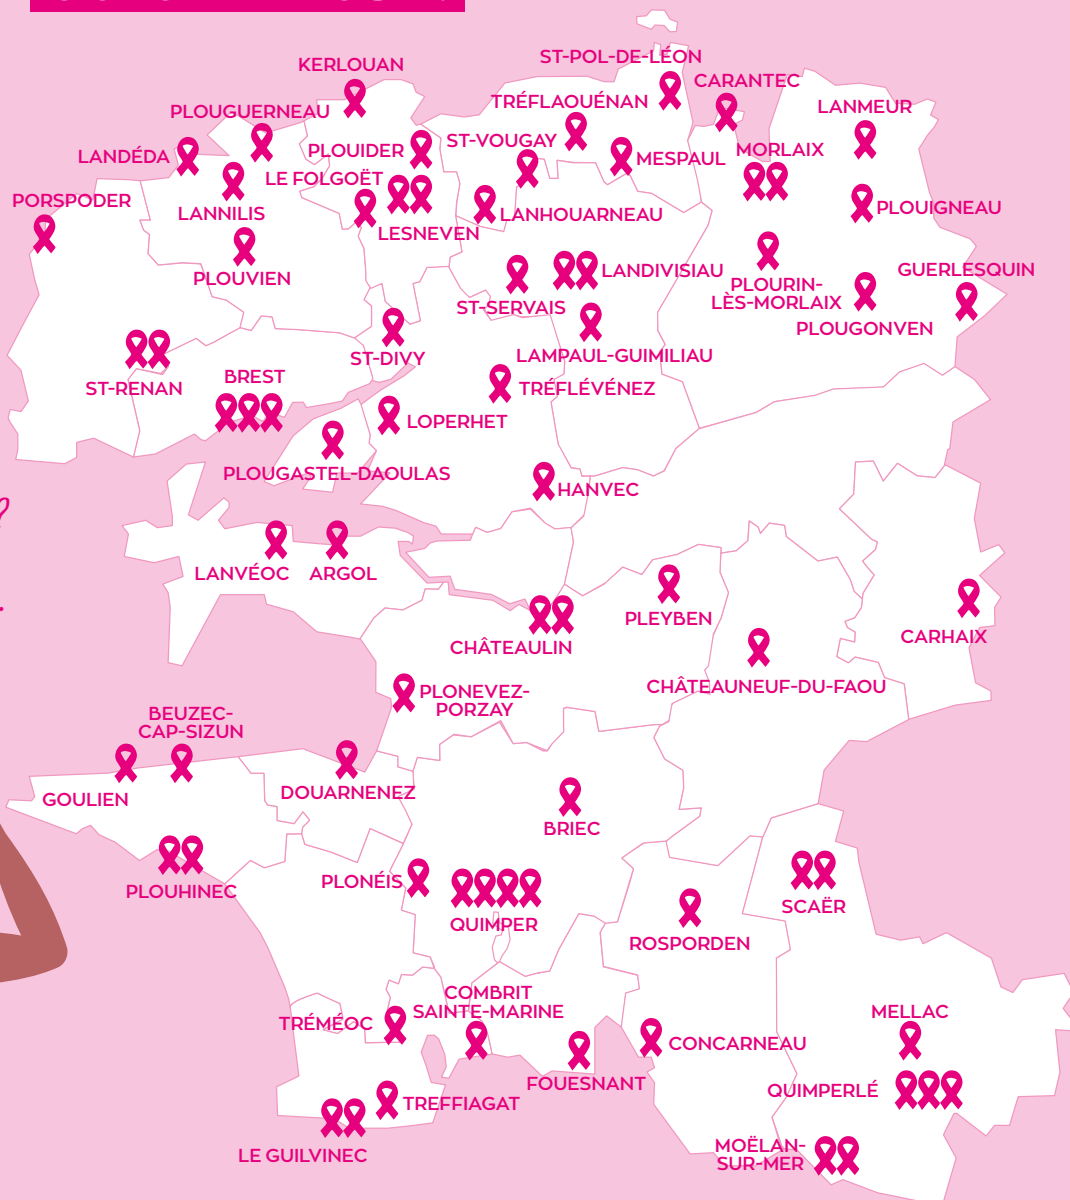 KERLOUAN
ST-POL-DE-LÉON
CARANTEC
TRÉFLAOUÉNAN
LANMEUR
PLOUGUERNEAU
ST-VOUGAY
PLOUIDER
MORLAIX
LANDÉDA
MESPAUL
LE FOLGOËT
PORSPODER
LANNILIS
LANHOUARNEAU
PLOUIGNEAU
LESNEVEN
PLOUVIEN
LANDIVISIAU
GUERLESQUIN
PLOURIN-
LÈS-MORLAIX
ST-SERVAIS
PLOUGONVEN
ST-DIVY
LAMPAUL-GUIMILIAU
BREST
ST-RENAN
TRÉFLÉVÉNEZ
LOPERHET
PLOUGASTEL-DAOULAS
HANVEC
LANVÉOC
ARGOL
PLEYBEN
CARHAIX
CHÂTEAULIN
CHÂTEAUNEUF-DU-FAOU
PLONEVEZ-
PORZAY
BEUZEC-
CAP-SIZUN
GOULIEN
DOUARNENEZ
BRIEC
PLOUHINEC
PLONÉIS
SCAËR
QUIMPER
ROSPORDEN
COMBRIT
SAINTE-MARINE
MELLAC
TRÉMÉOC
CONCARNEAU
FOUESNANT
QUIMPERLÉ
TREFFIAGAT
LE GUILVINEC
MOËLAN-
SUR-MER